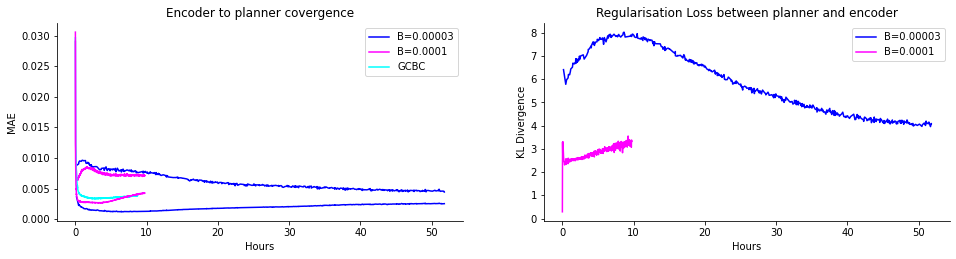 Encoder to planner covergence
MAE
0.030
0.025
0.020
0.015
0.010
0.005
0.000
0 10 20 30 40 50
Hours
B=0.00003
B=0.0001
GCBC
Regularisation Loss between planner and encoder
KL Divergence
8
7
6
5
4
3
2
1
0
0 10 20 30 40 50
Hours
B=0.00003
B=0.0001